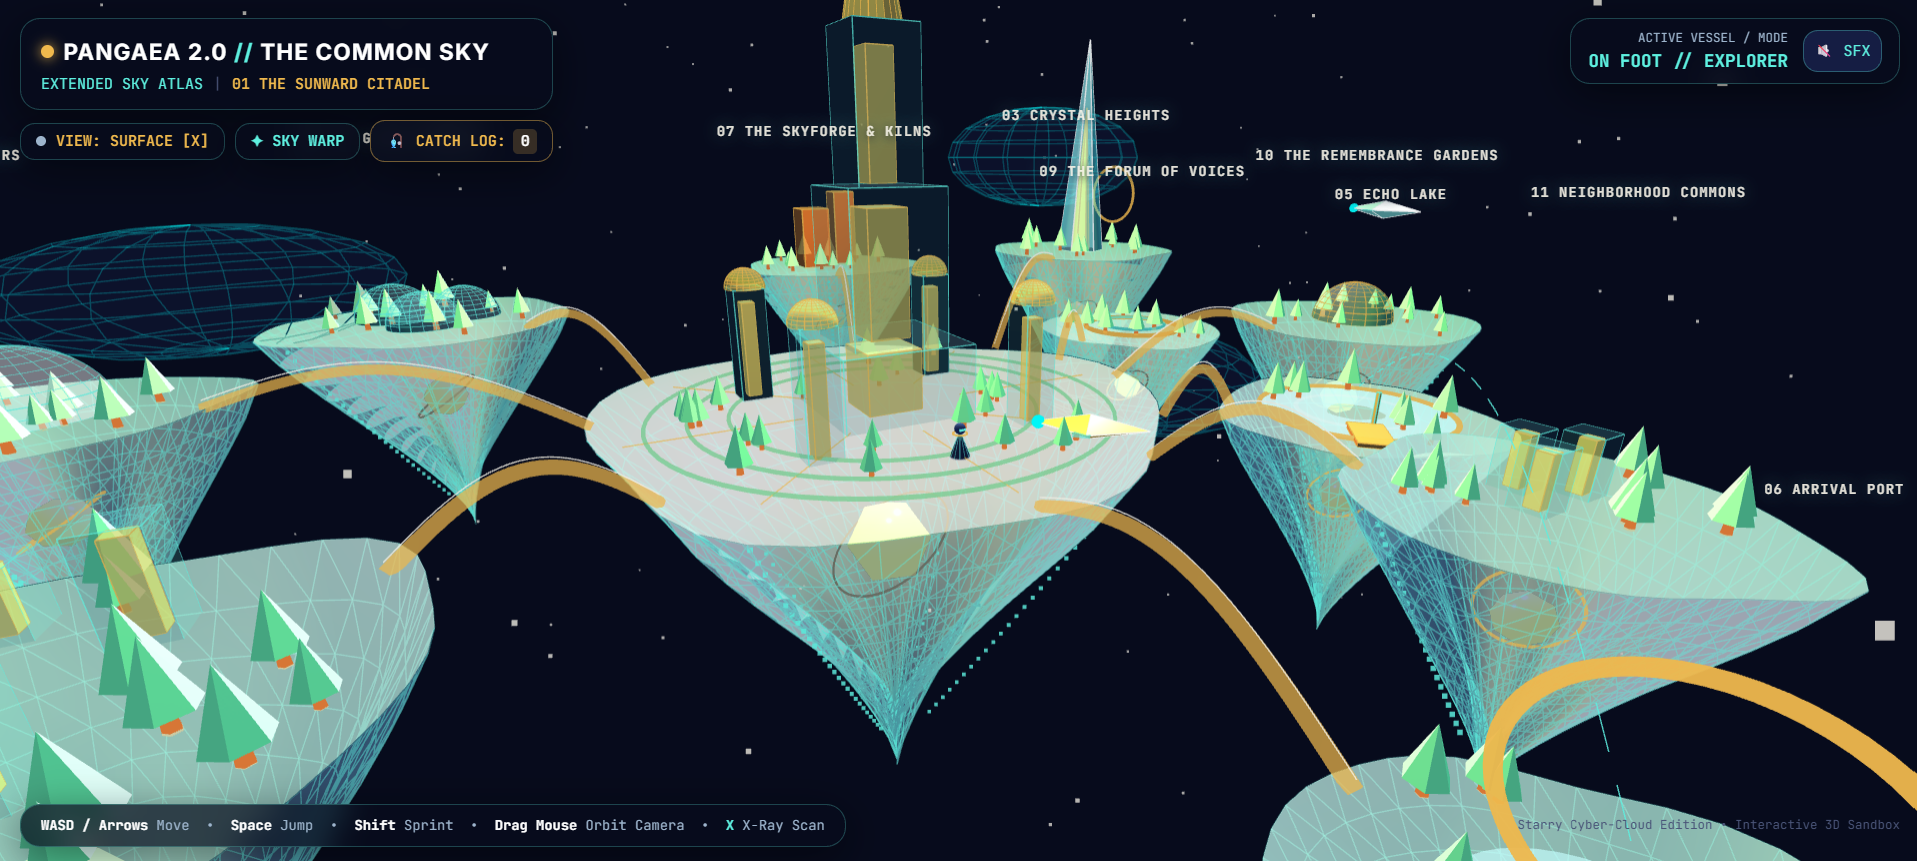 PANGAEA 2.0 // THE COMMON SKY
EXTENDED SKY ATLAS | 01 THE SUNWARD CITADEL
VIEW: SURFACE [X]
SKY WARP
G
CATCH LOG: 0
RS
ACTIVE VESSEL / MODE
ON FOOT // EXPLORER
SFX
07 THE SKYFORGE & KILNS
03 CRYSTAL HEIGHTS
09 THE FORUM OF VOICES
10 THE REMEMBRANCE GARDENS
05 ECHO LAKE
11 NEIGHBORHOOD COMMONS
06 ARRIVAL PORT
WASD / Arrows Move • Space Jump • Shift Sprint • Drag Mouse Orbit Camera • X X-Ray Scan
Starry Cyber-Cloud Edition • Interactive 3D Sandbox